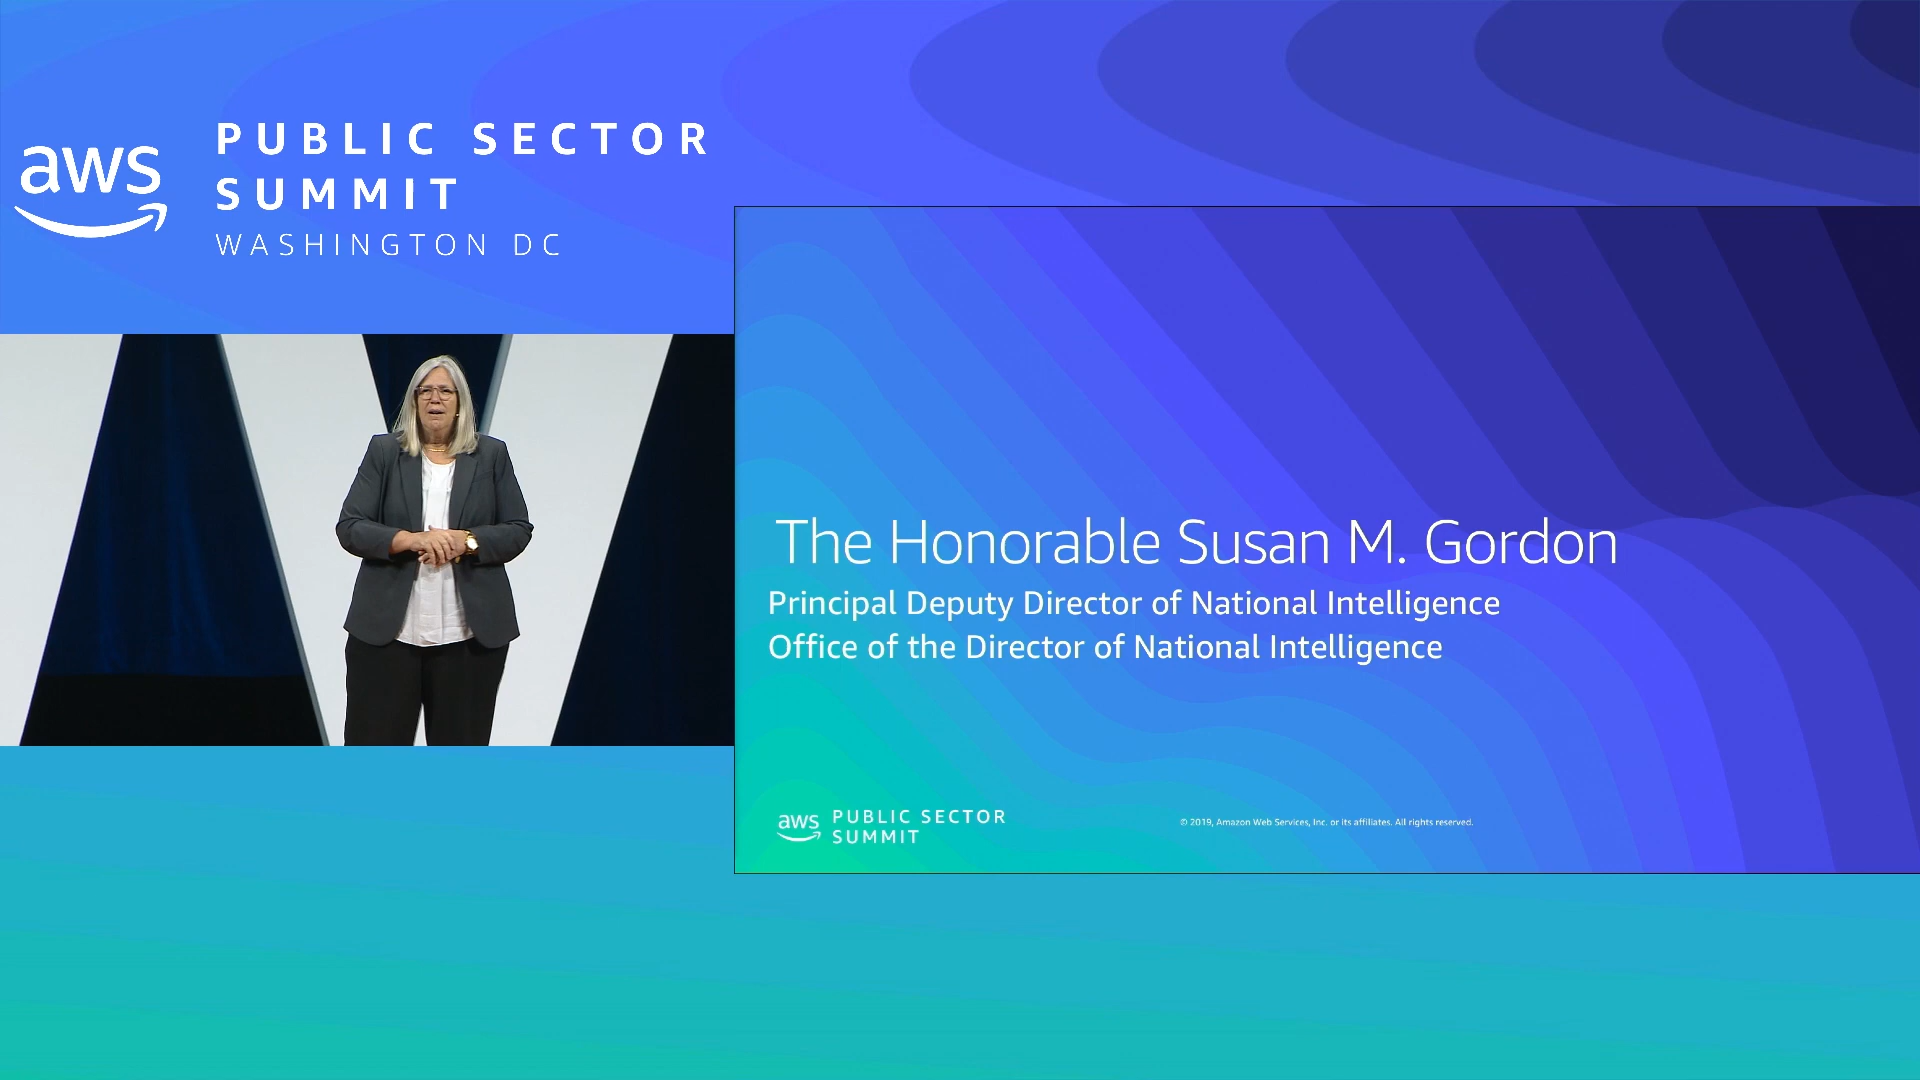 aws
PUBLIC SECTOR
SUMMIT
WASHINGTON DC
The Honorable Susan M. Gordon
Principal Deputy Director of National Intelligence
Office of the Director of National Intelligence
aws
PUBLIC SECTOR
SUMMIT
© 2019, Amazon Web Services, Inc. or its affiliates. All rights reserved.